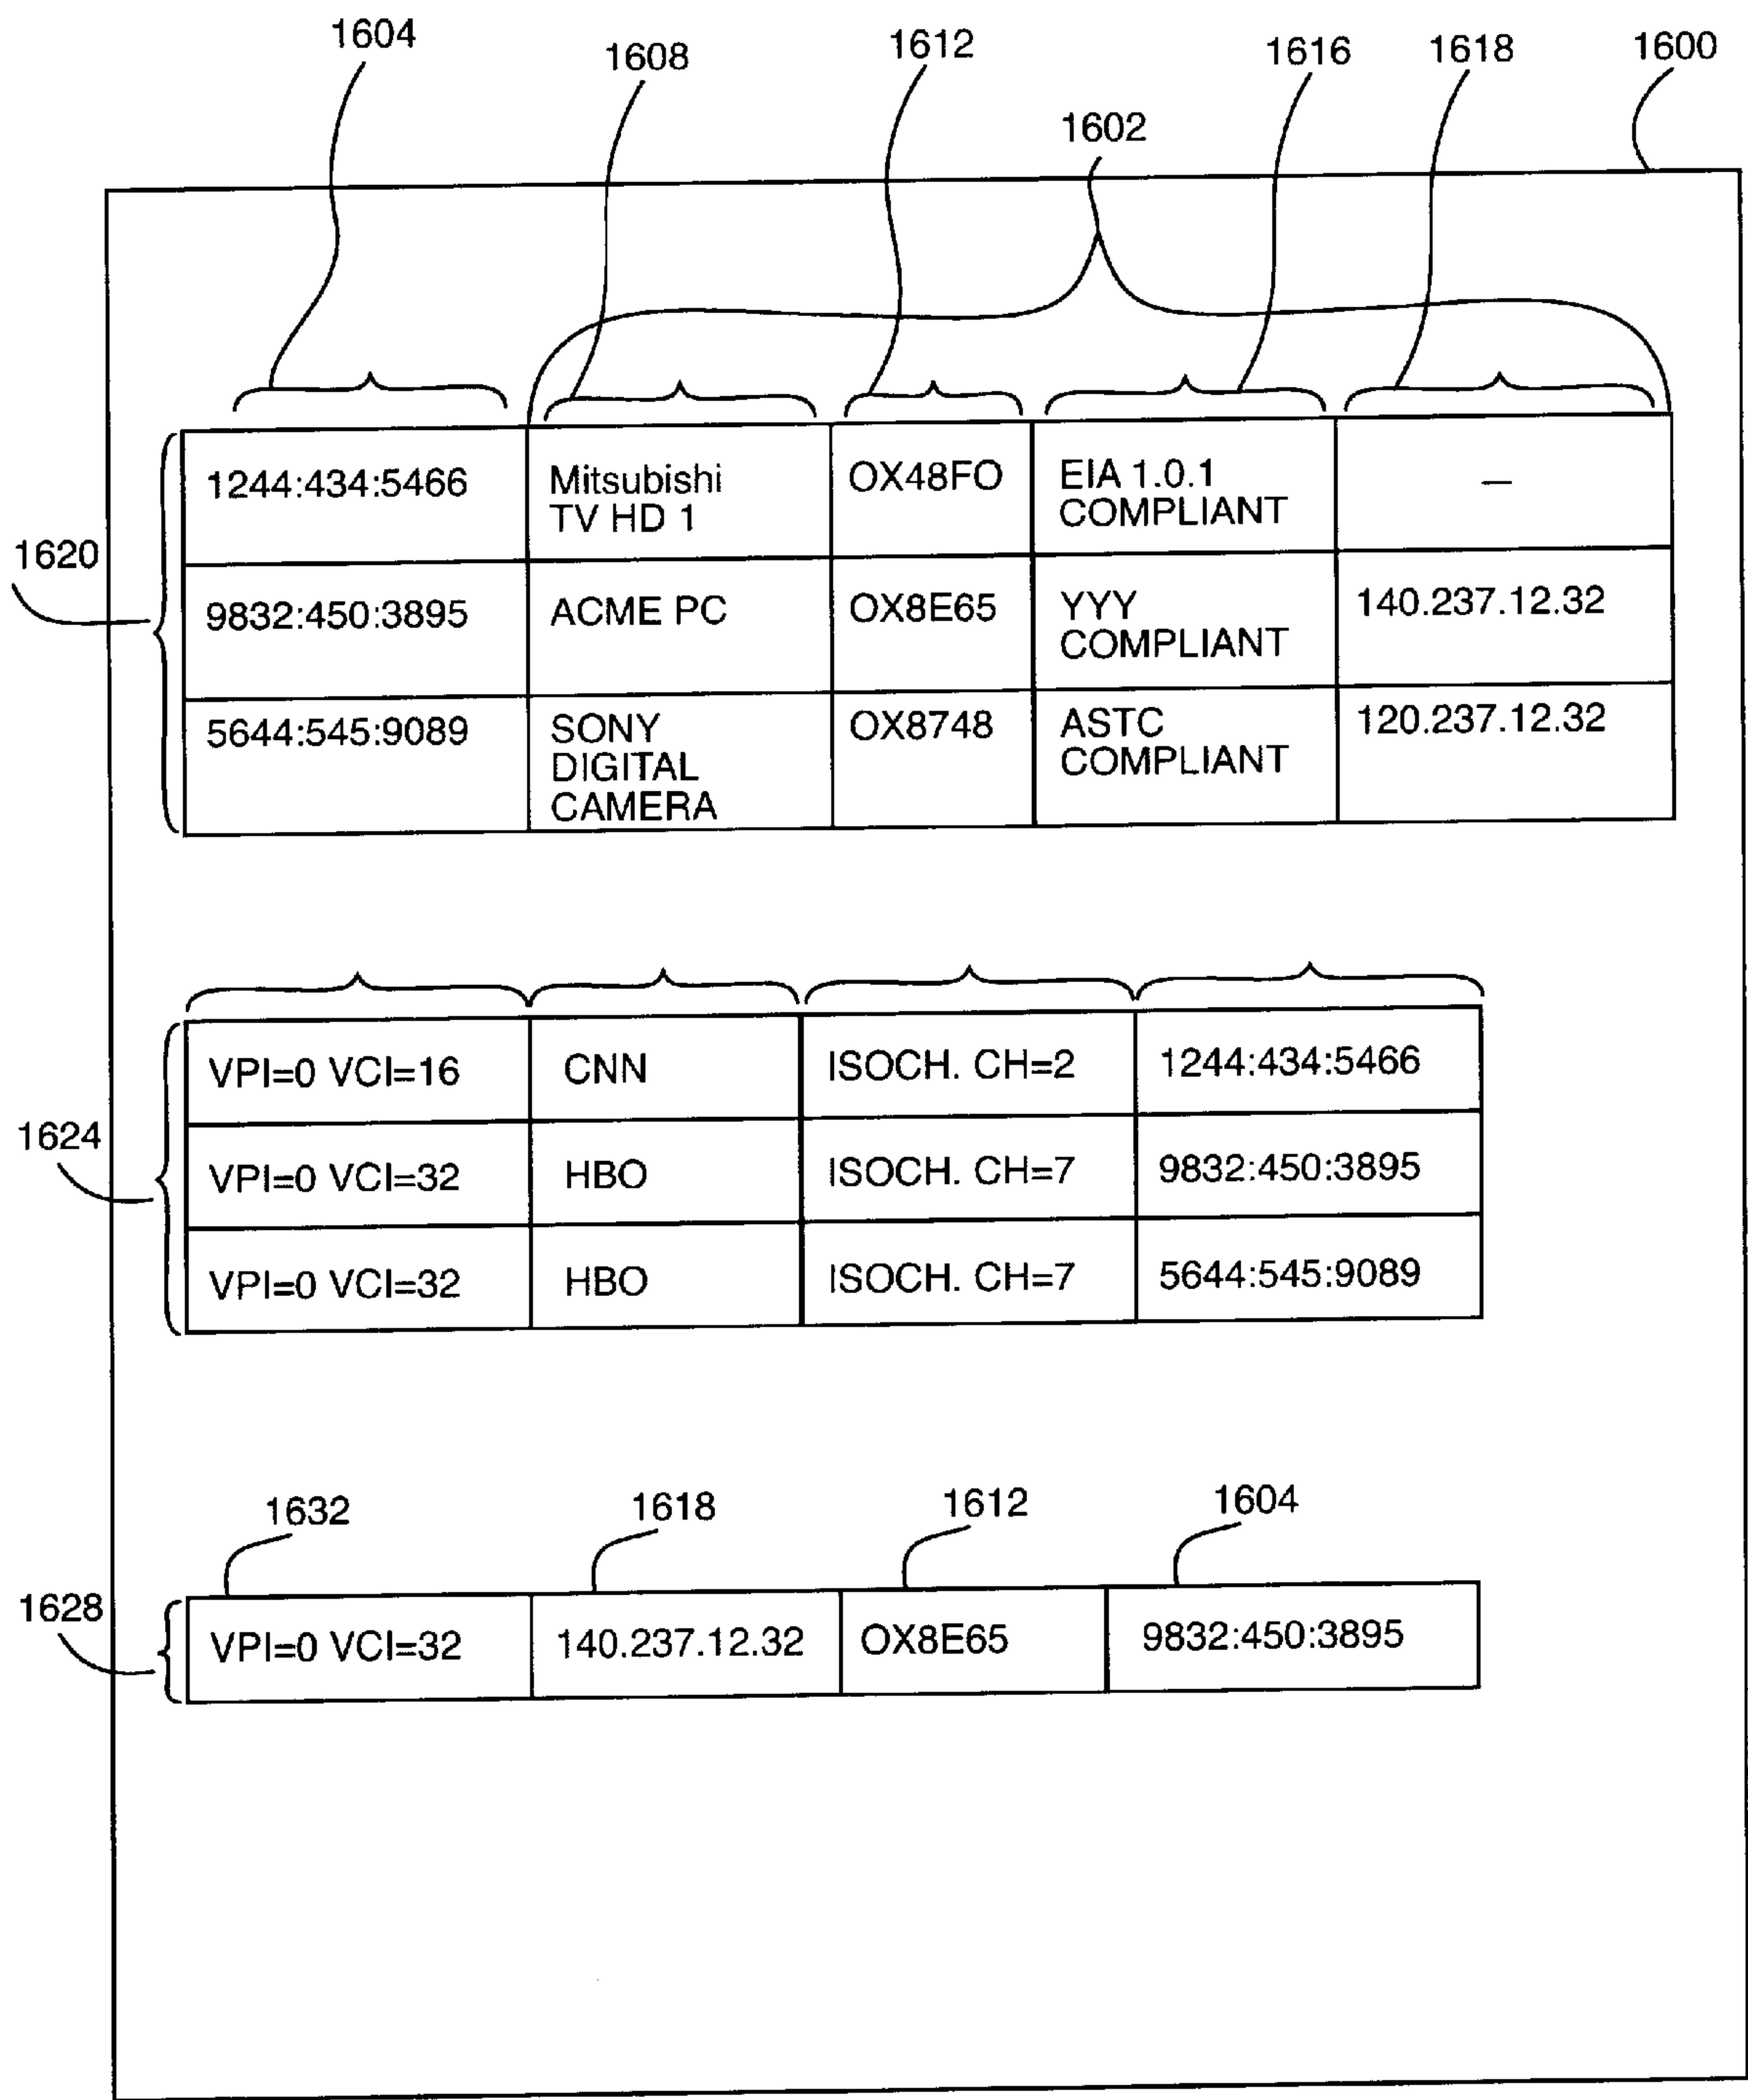 1604
1608
1612
1616
1618
1600
1602
1620
1244:434:5466
Mitsubishi
TV HD 1
OX48FO
EIA 1.0.1
COMPLIANT
—
9832:450:3895
ACME PC
OX8E65
YYY
COMPLIANT
140.237.12.32
5644:545:9089
SONY
DIGITAL
CAMERA
OX8748
ASTC
COMPLIANT
120.237.12.32
1624
VPI=0 VCI=16
CNN
ISOCH. CH=2
1244:434:5466
VPI=0 VCI=32
HBO
ISOCH. CH=7
9832:450:3895
VPI=0 VCI=32
HBO
ISOCH. CH=7
5644:545:9089
1632
1618
1612
1604
1628
VPI=0 VCI=32
140.237.12.32
OX8E65
9832:450:3895